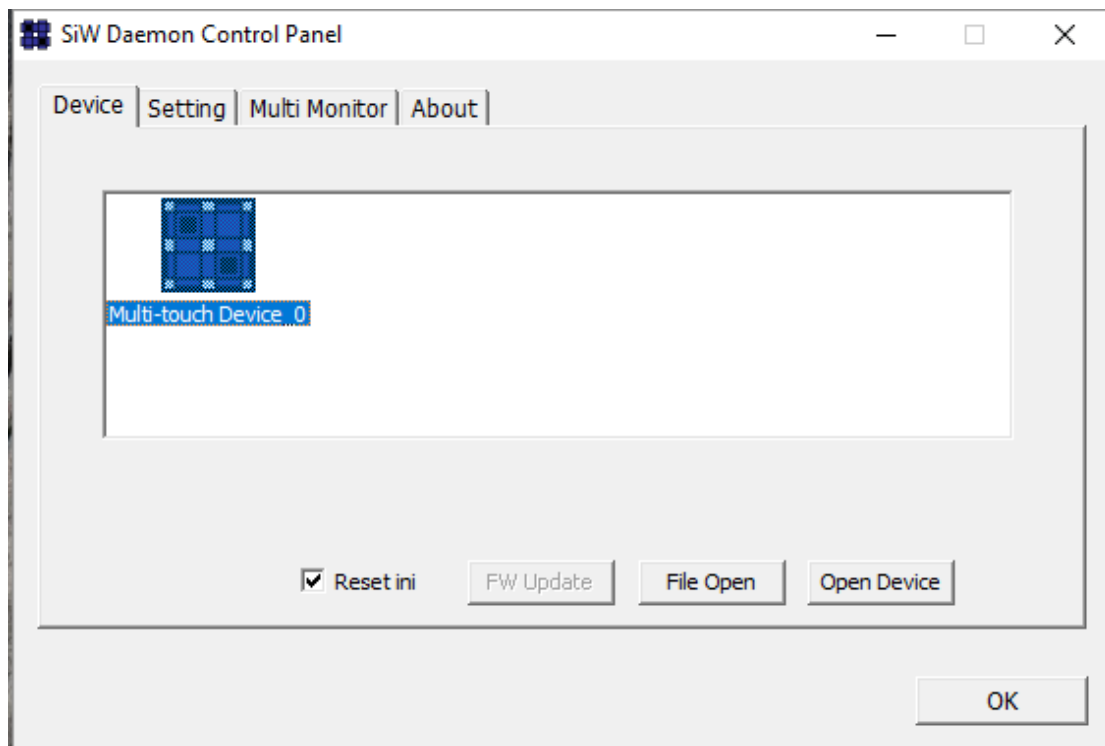 SiW Daemon Control Panel
Device Setting Multi Monitor About
Multi-touch Device_0
Reset ini FW Update File Open Open Device
OK